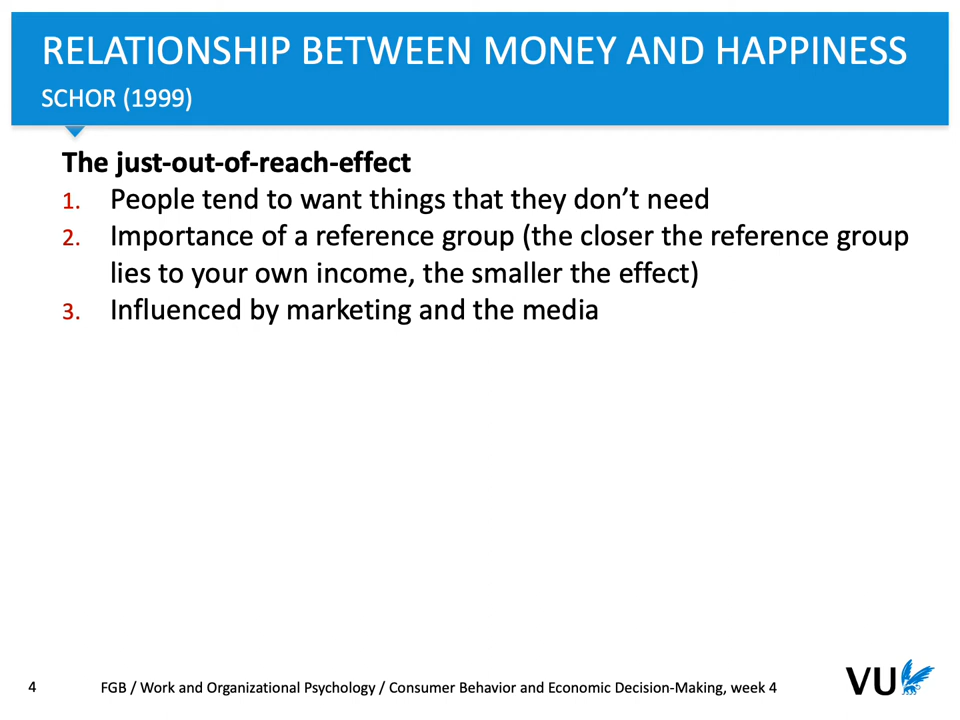 RELATIONSHIP BETWEEN MONEY AND HAPPINESS
SCHOR (1999)
The just-out-of-reach-effect
1. People tend to want things that they don’t need
2. Importance of a reference group (the closer the reference group
lies to your own income, the smaller the effect)
3. Influenced by marketing and the media
4 FGB / Work and Organizational Psychology / Consumer Behavior and Economic Decision-Making, week 4
VU